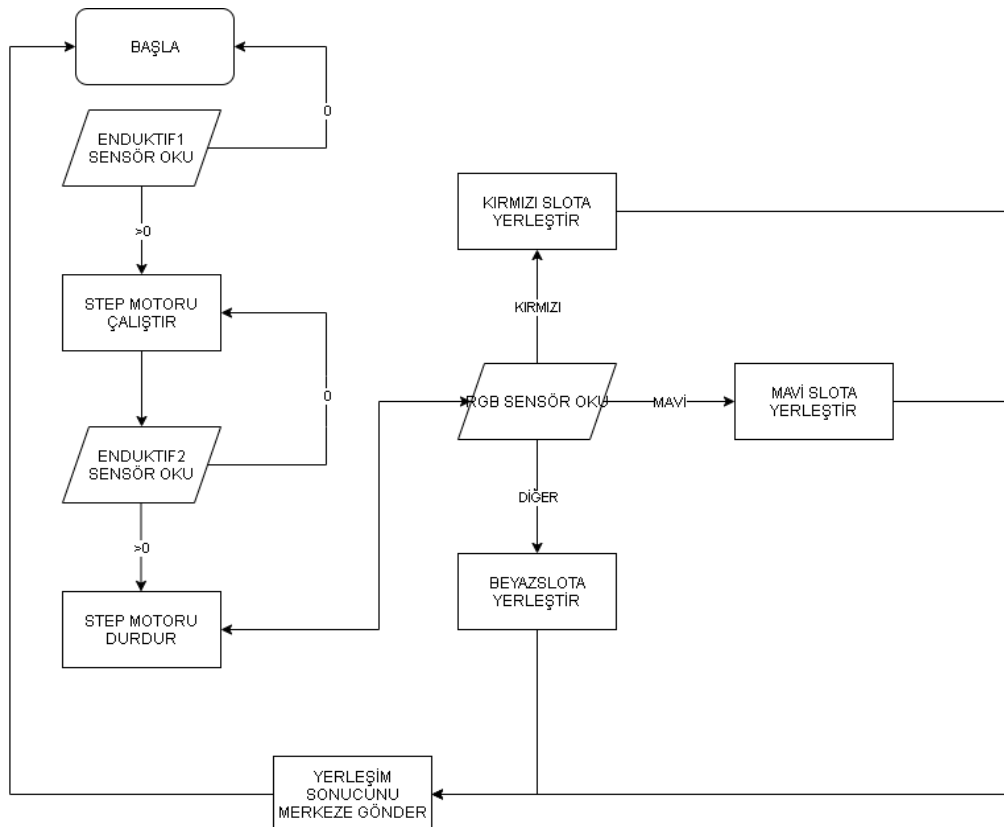 BAŞLA
0
ENDUKTIF1
SENSÖR OKU
>0
STEP MOTORU
ÇALIŞTIR
0
ENDUKTIF2
SENSÖR OKU
>0
STEP MOTORU
DURDUR
KIRMIZI SLOTA
YERLEŞTİR
KIRMIZI
RGB SENSÖR OKU
MAVİ
MAVİ SLOTA
YERLEŞTİR
DİĞER
BEYAZSLOTA
YERLEŞTİR
YERLEŞİM
SONUCUNU
MERKEZE GÖNDER